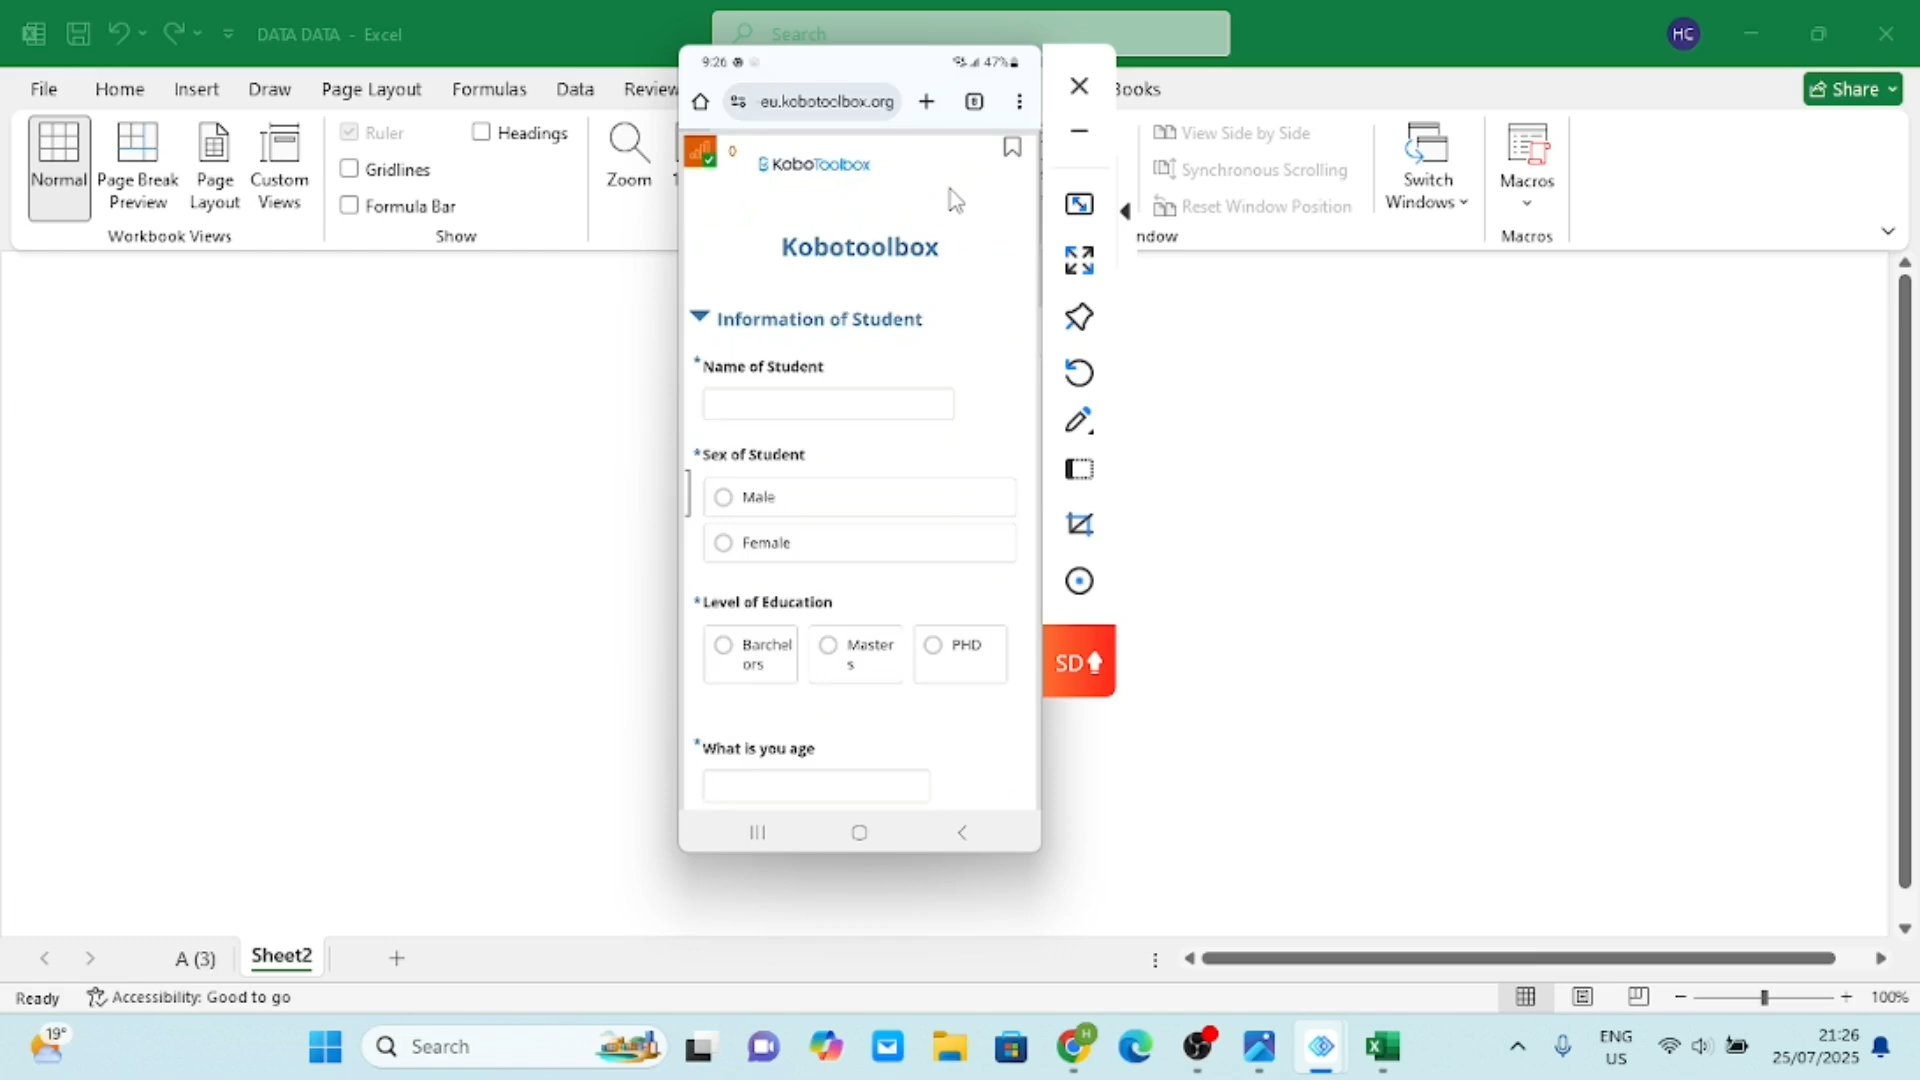 DATA DATA - Excel
Search
HC
File
Home
Insert
Draw
Page Layout
Formulas
Data
Review
Books
Share
Normal
Page Break
Preview
Page
Layout
Custom
Views
Workbook Views
Ruler
Gridlines
Formula Bar
Headings
Show
Zoom
View Side by Side
Synchronous Scrolling
Reset Window Position
ndow
Switch
Windows
Macros
Macros
9:26
47%
eu.kobotoolbox.org
8
0
KoboToolbox
Kobotoolbox
Information of Student
*Name of Student
*Sex of Student
Male
Female
*Level of Education
Barchel
ors
Master
s
PHD
*What is you age
SD
A (3)
Sheet2
Ready
Accessibility: Good to go
100%
19°
Search
H
ENG
US
21:26
25/07/2025